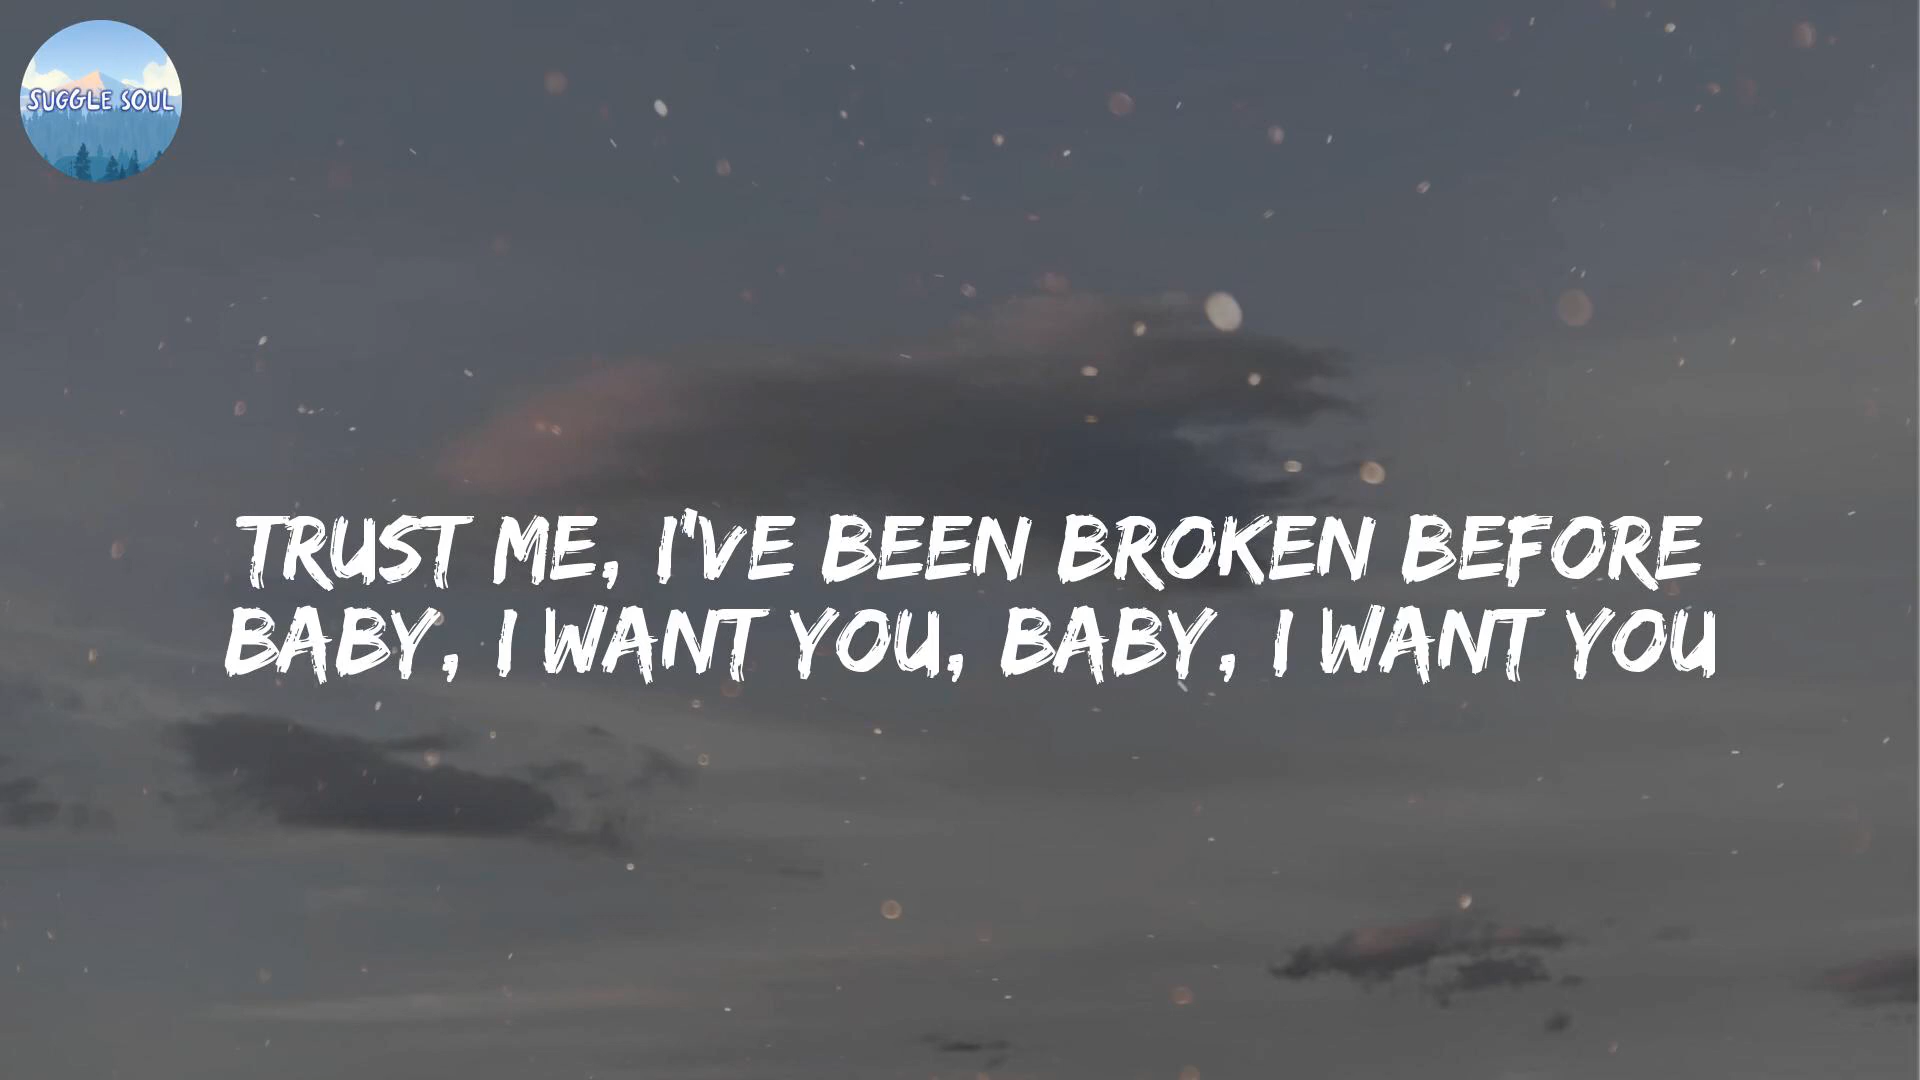 SUGGLE SOUL
TRUST ME, I'VE BEEN BROKEN BEFORE
BABY, I WANT YOU, BABY, I WANT YOU